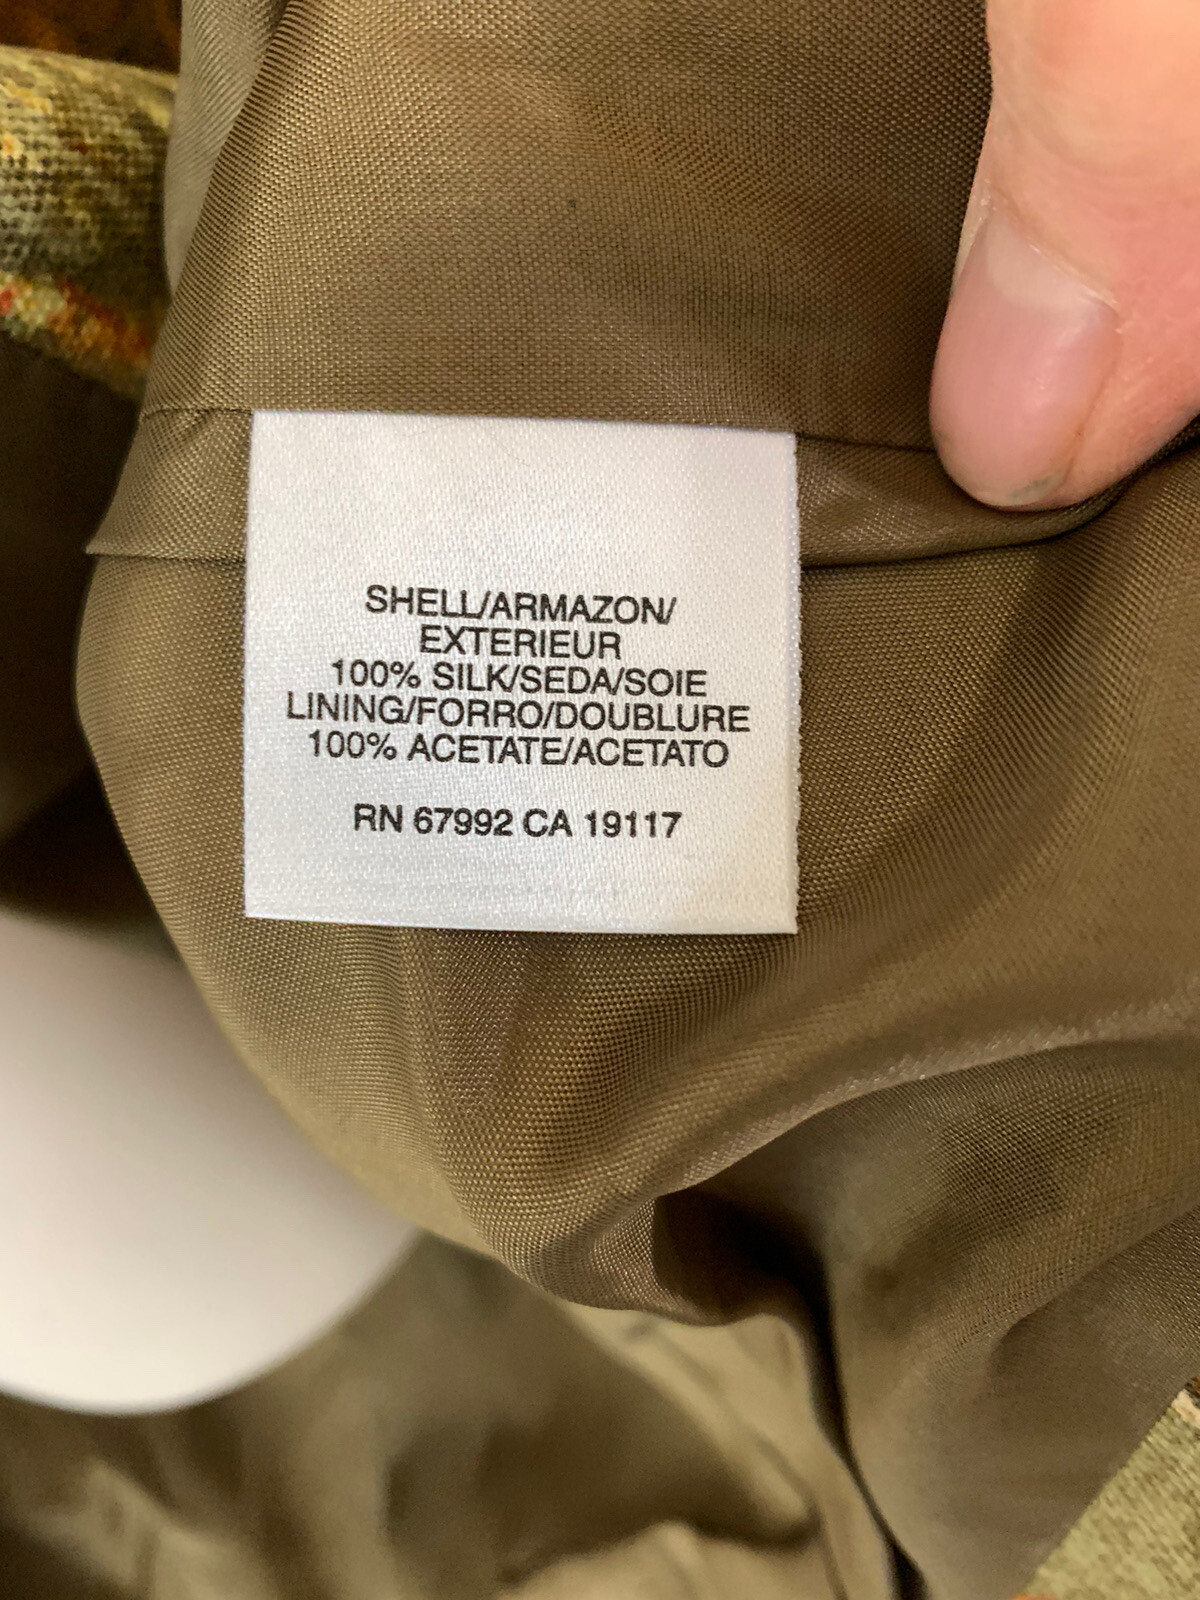 SHELL/ARMAZON/
EXTERIEUR
100% SILK/SEDA/SOIE
LINING/FORRO/DOUBLURE
100% ACETATE/ACETATO
RN 67992 CA 19117